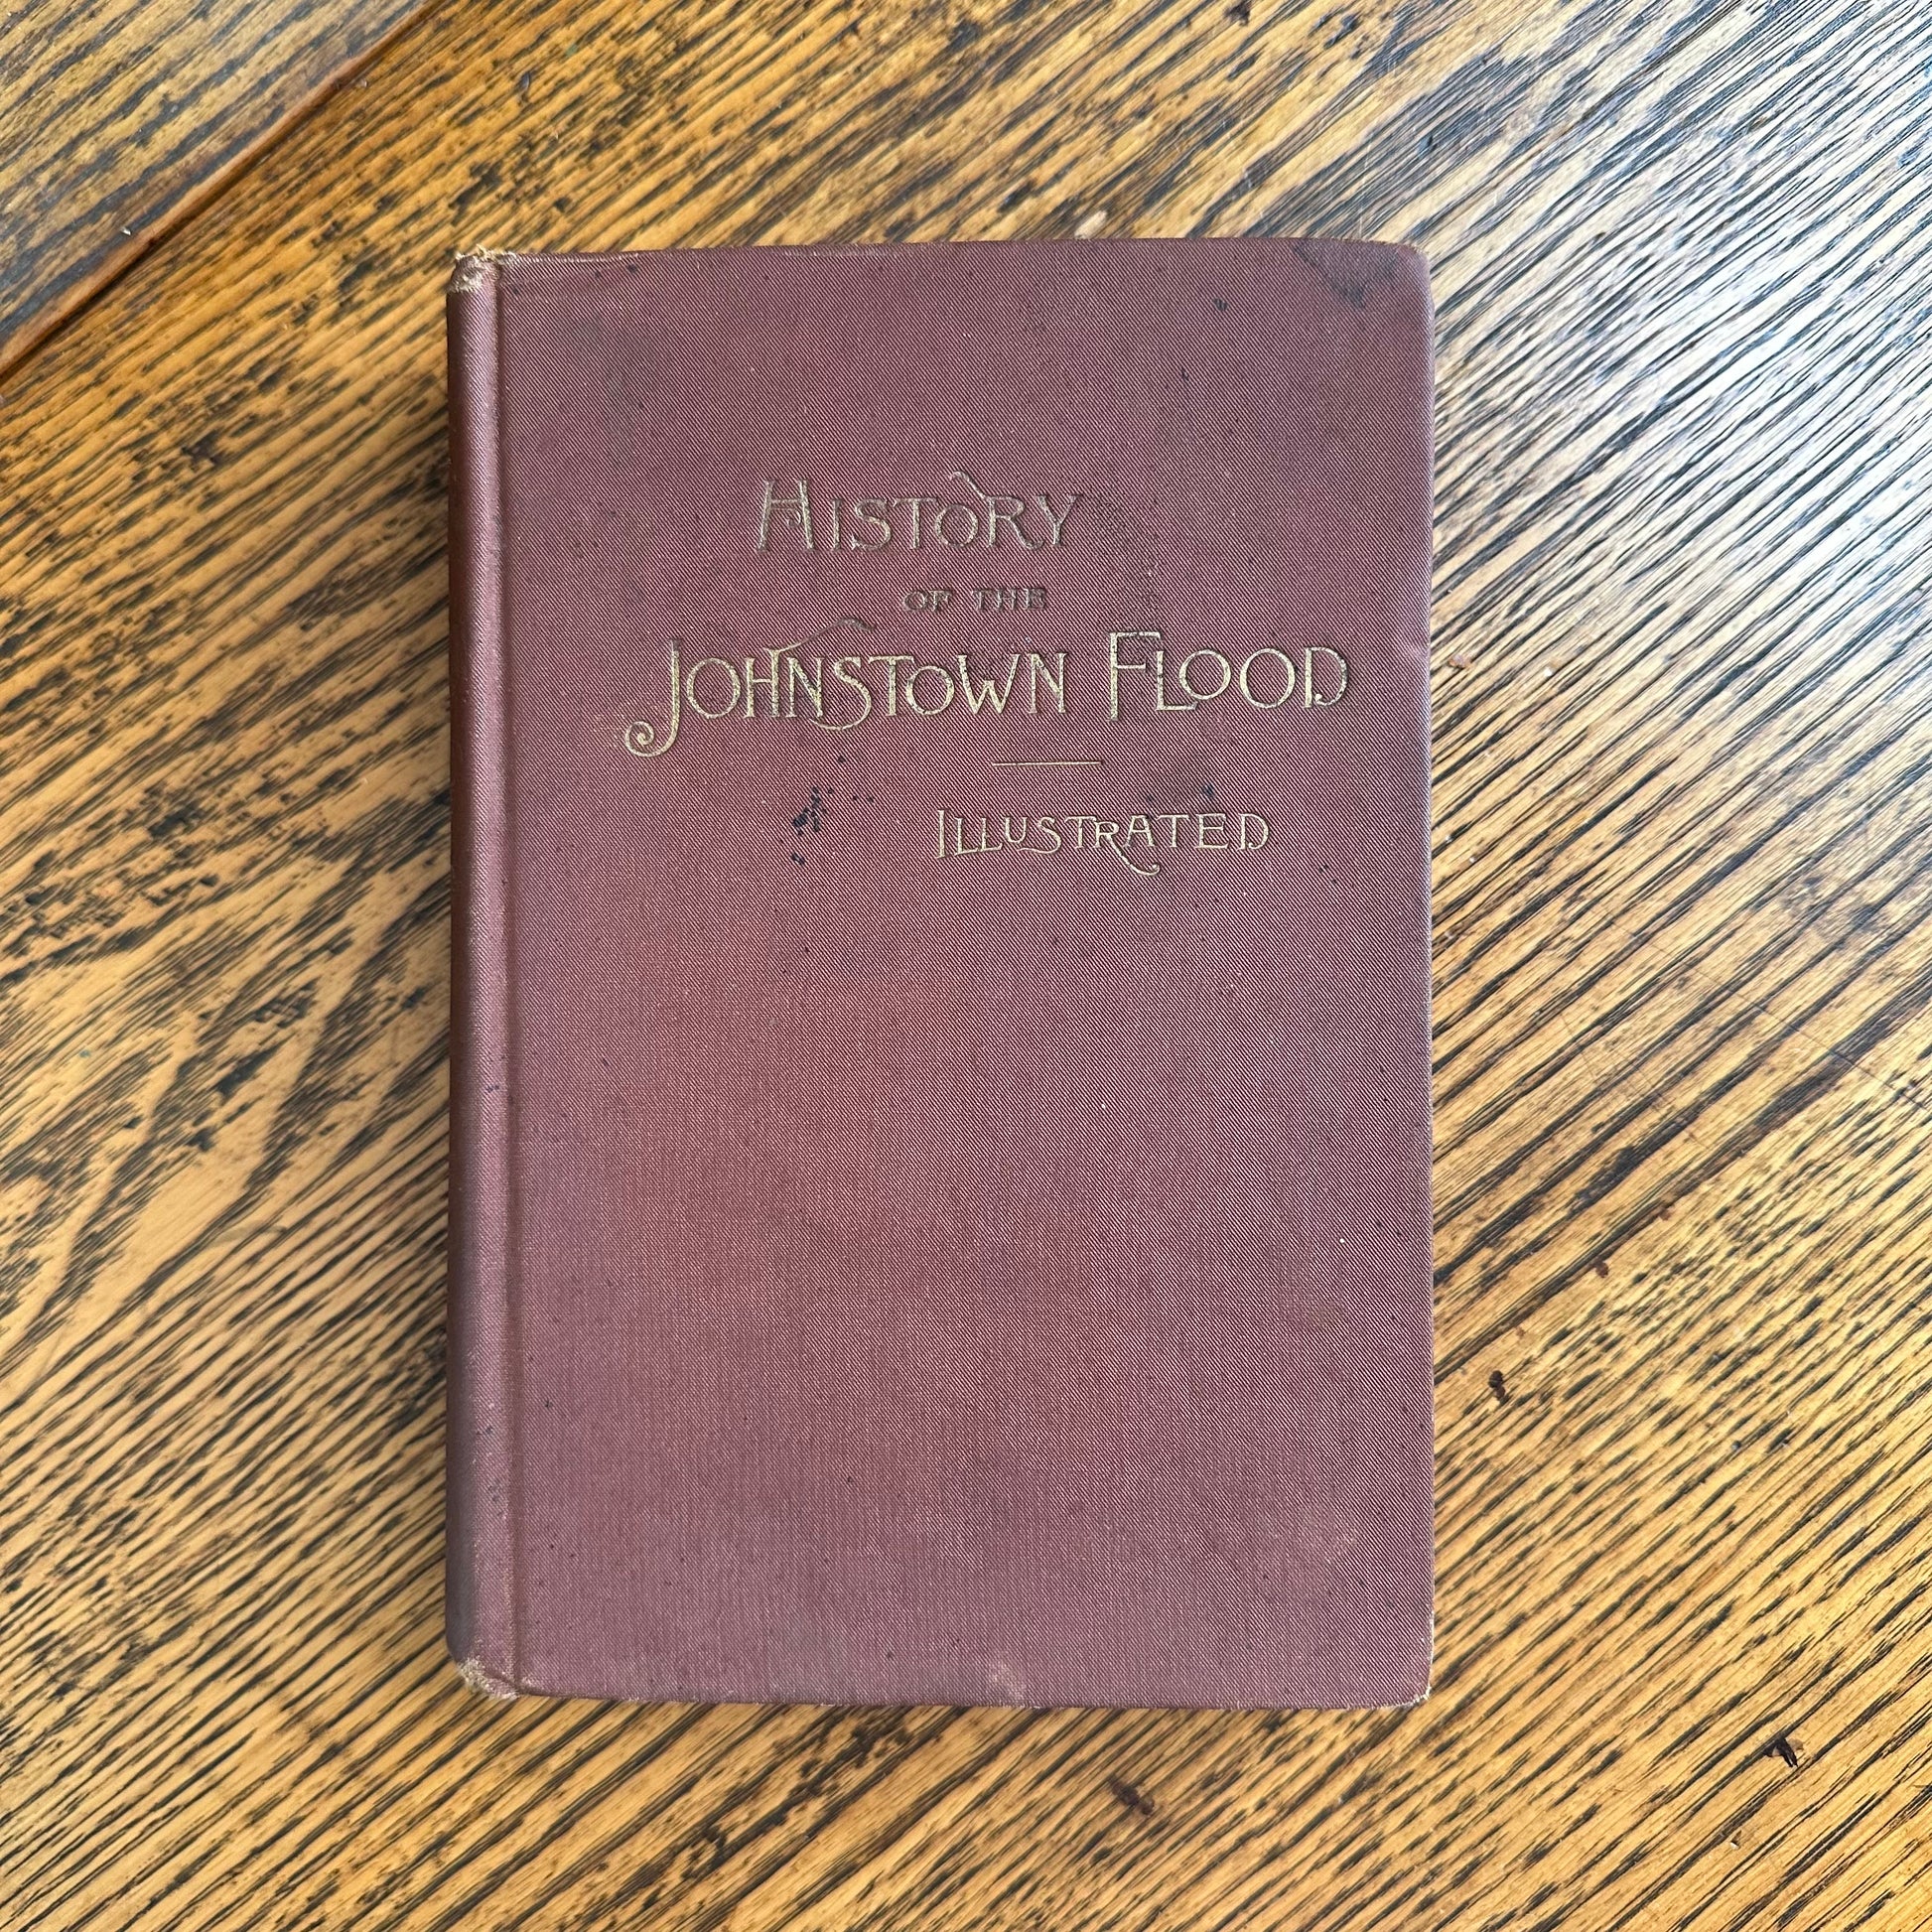 HISTORY
OF THE
JOHNSTOWN FLOOD
ILLUSTRATED